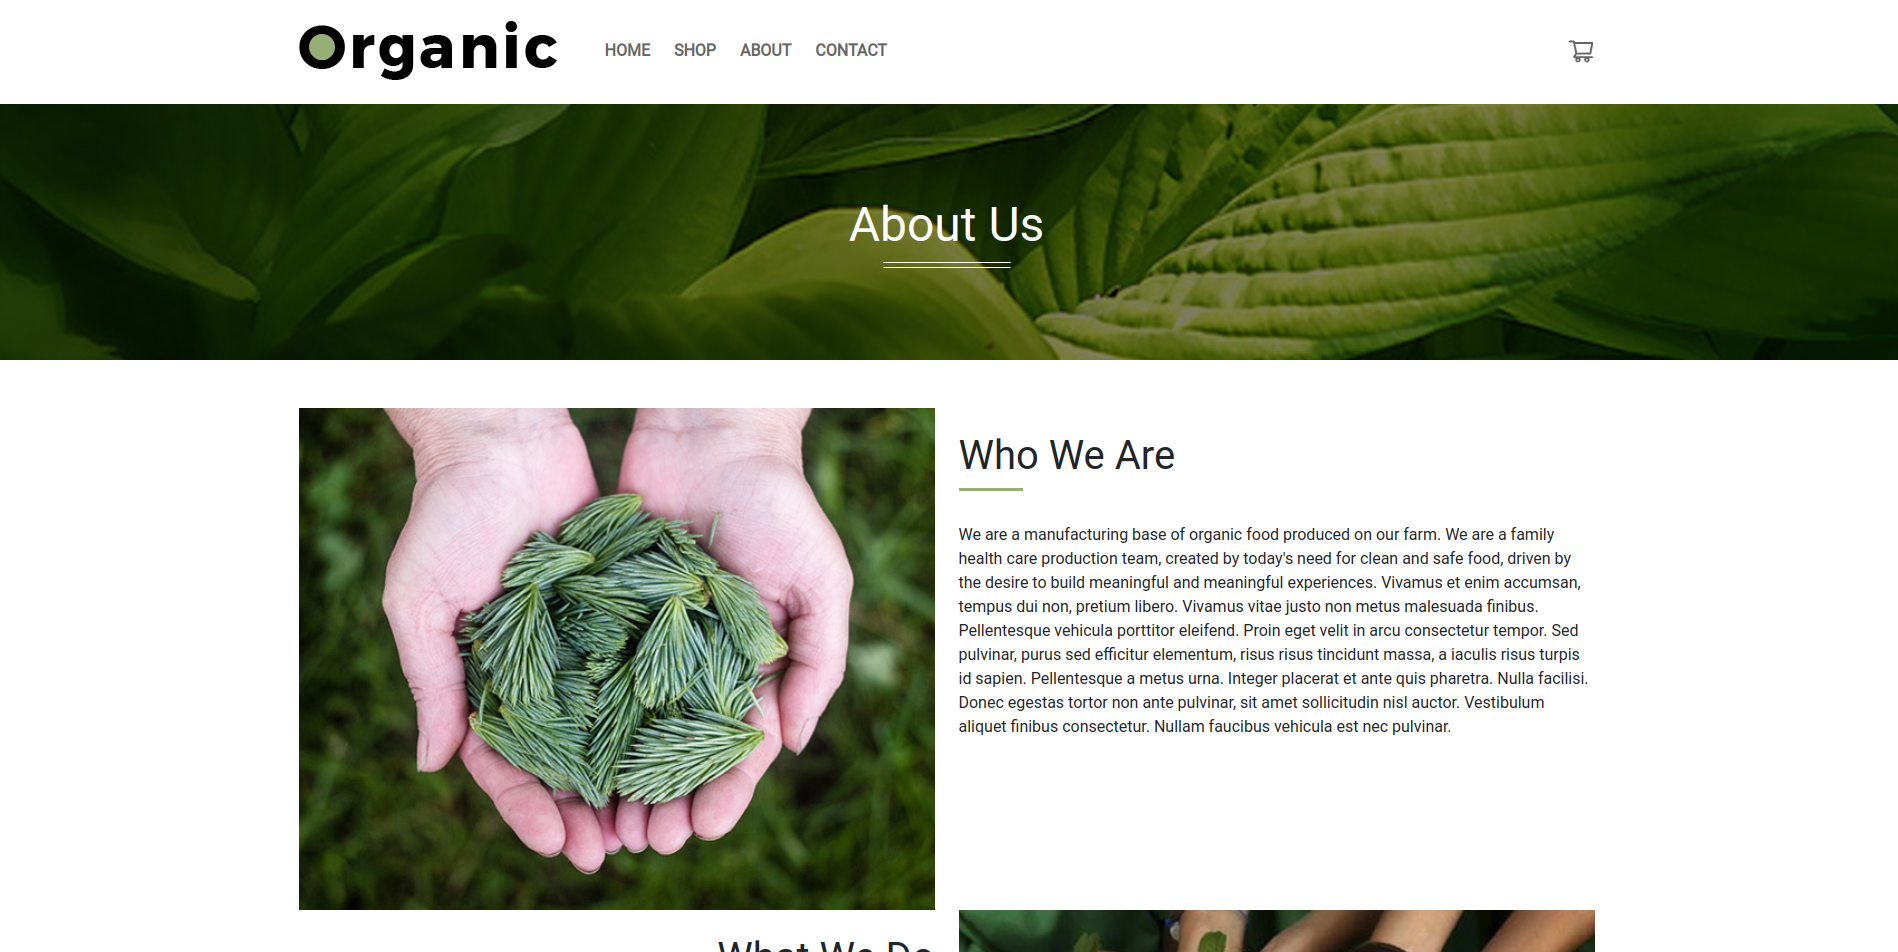 Organic
HOME SHOP ABOUT CONTACT
About Us
Who We Are
We are a manufacturing base of organic food produced on our farm. We are a family
health care production team, created by today's need for clean and safe food, driven by
the desire to build meaningful and meaningful experiences. Vivamus et enim accumsan,
tempus dui non, pretium libero. Vivamus vitae justo non metus malesuada finibus.
Pellentesque vehicula porttitor eleifend. Proin eget velit in arcu consectetur tempor. Sed
pulvinar, purus sed efficitur elementum, risus risus tincidunt massa, a iaculis risus turpis
id sapien. Pellentesque a metus urna. Integer placerat et ante quis pharetra. Nulla facilisi.
Donec egestas tortor non ante pulvinar, sit amet sollicitudin nisl auctor. Vestibulum
aliquet finibus consectetur. Nullam faucibus vehicula est nec pulvinar.
What We Do